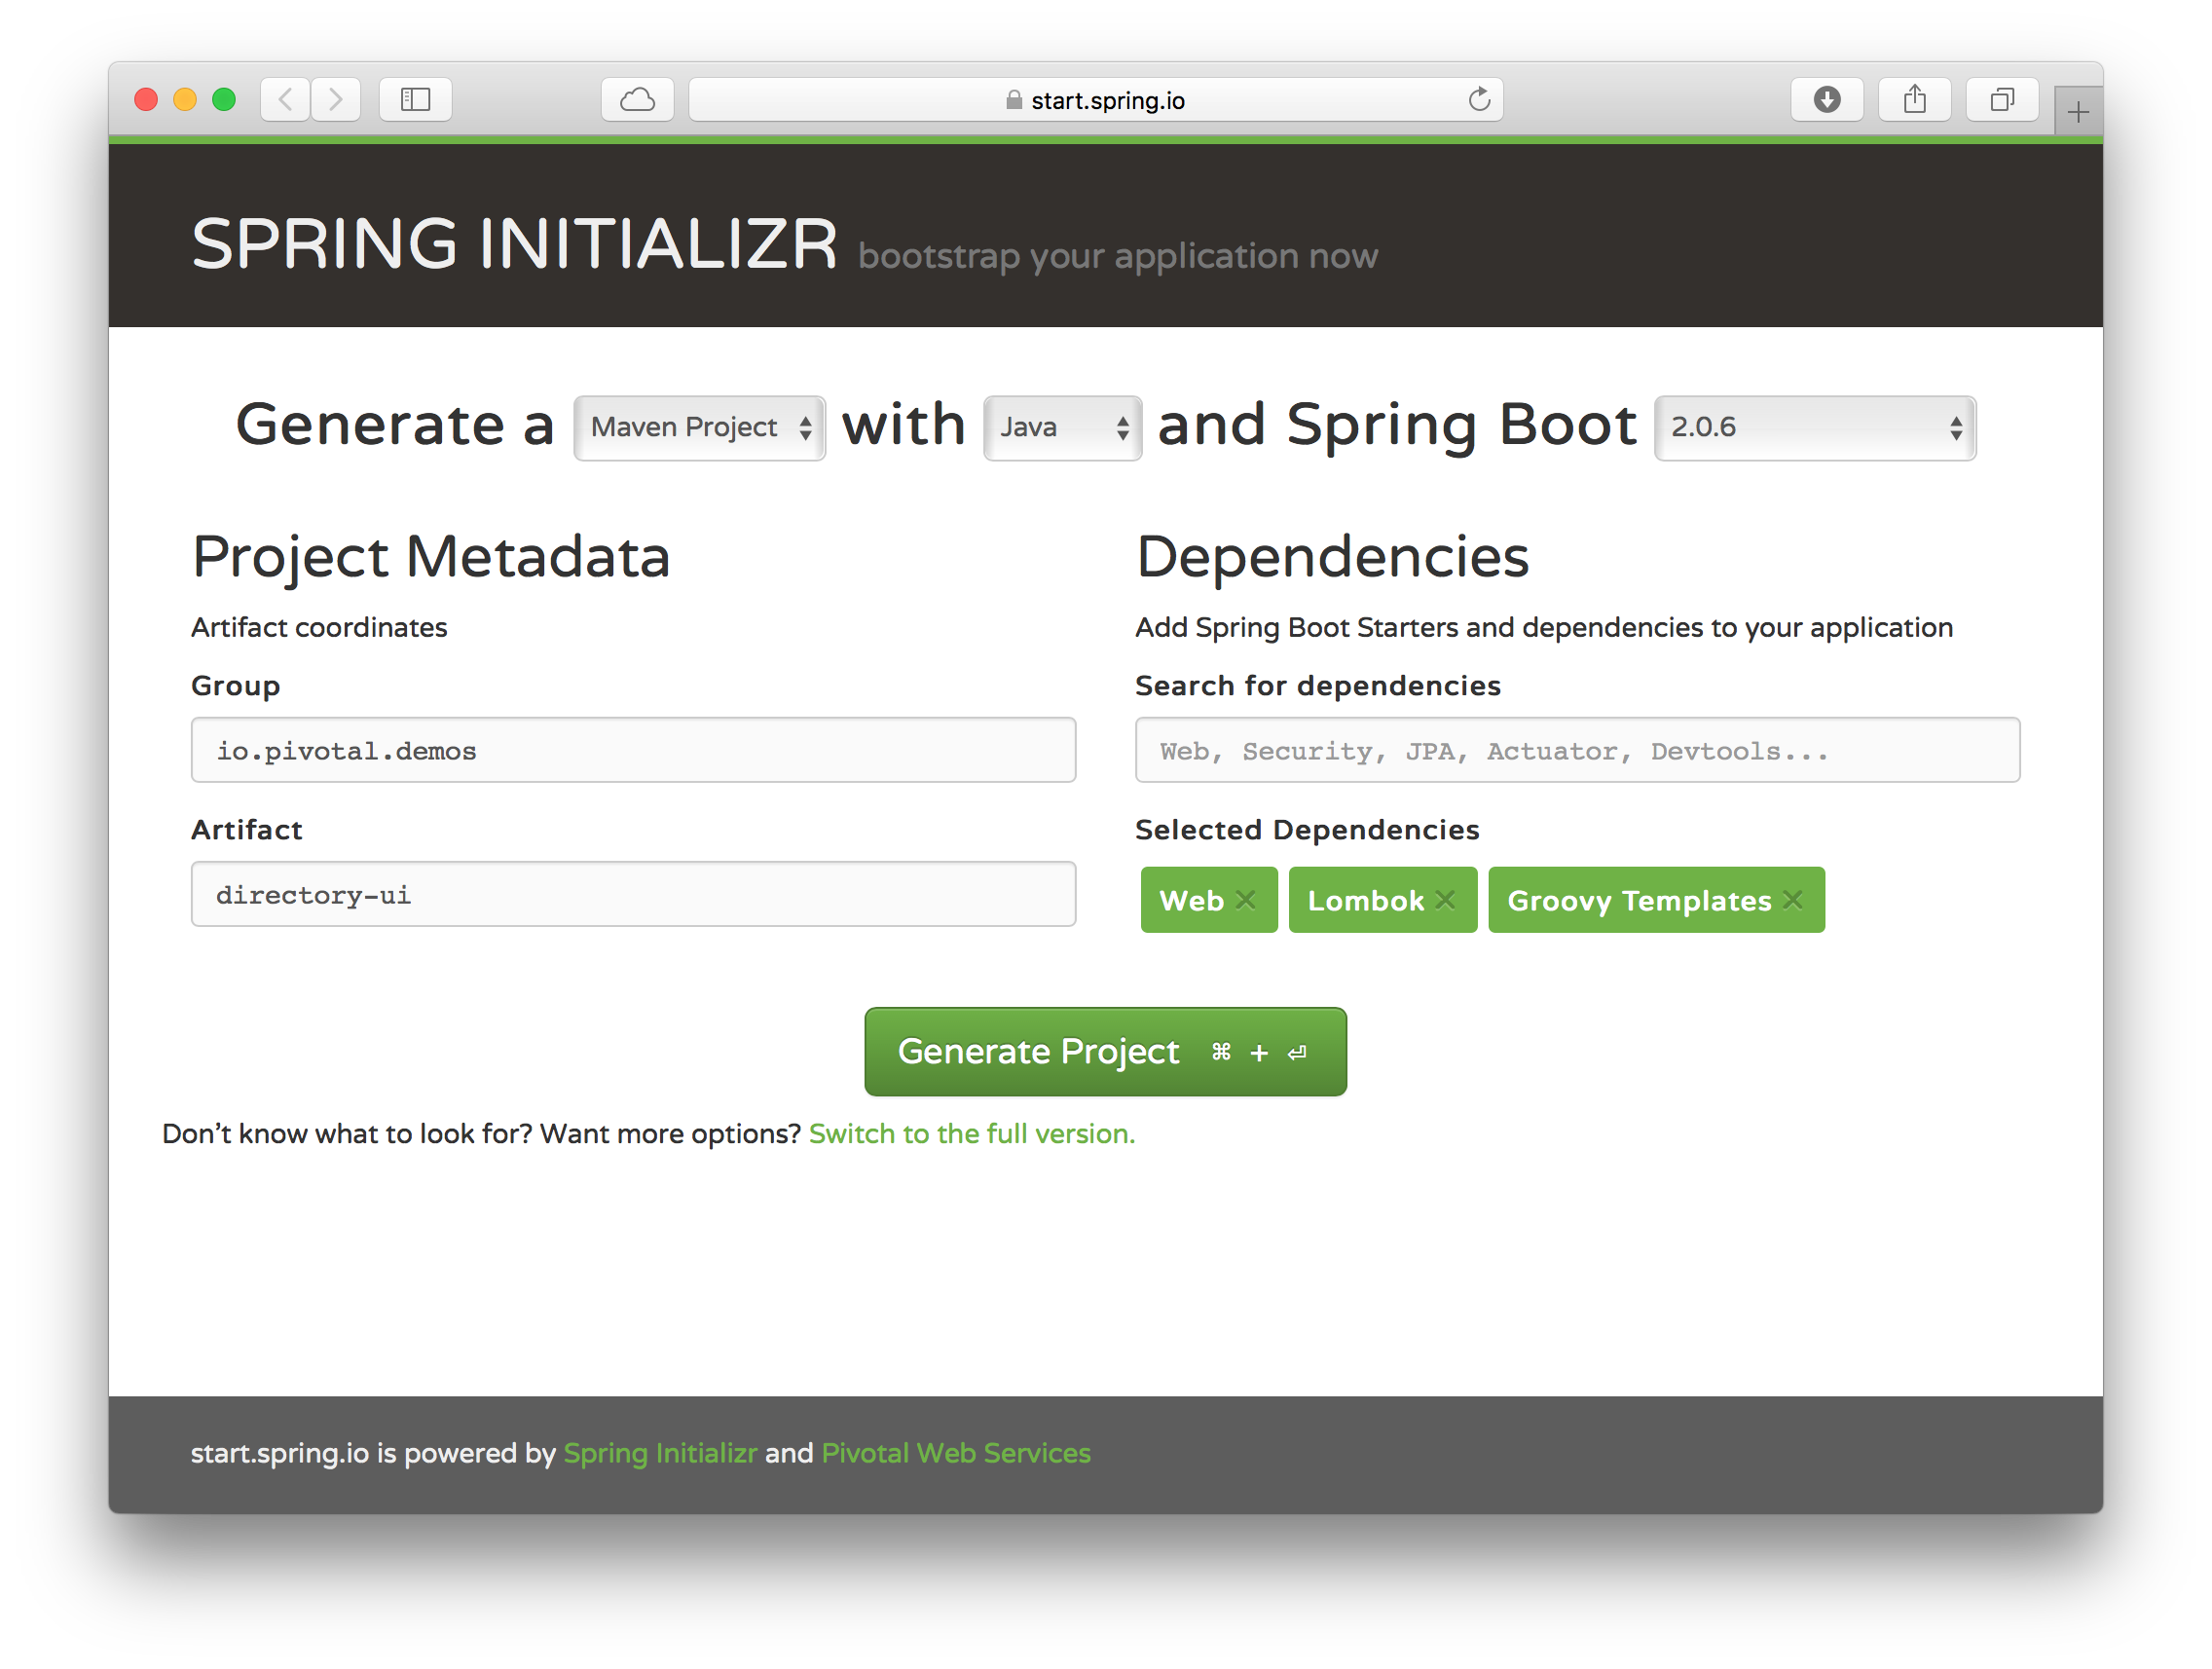 start.spring.io
SPRING INITIALIZR bootstrap your application now
Generate a Maven Project with Java and Spring Boot 2.0.6
Project Metadata
Artifact coordinates
Group
io.pivotal.demos
Artifact
directory-ui
Dependencies
Add Spring Boot Starters and dependencies to your application
Search for dependencies
Web, Security, JPA, Actuator, Devtools...
Selected Dependencies
Web × Lombok × Groovy Templates ×
Generate Project ⌘ + ⏎
Don’t know what to look for? Want more options? Switch to the full version.
start.spring.io is powered by Spring Initializr and Pivotal Web Services